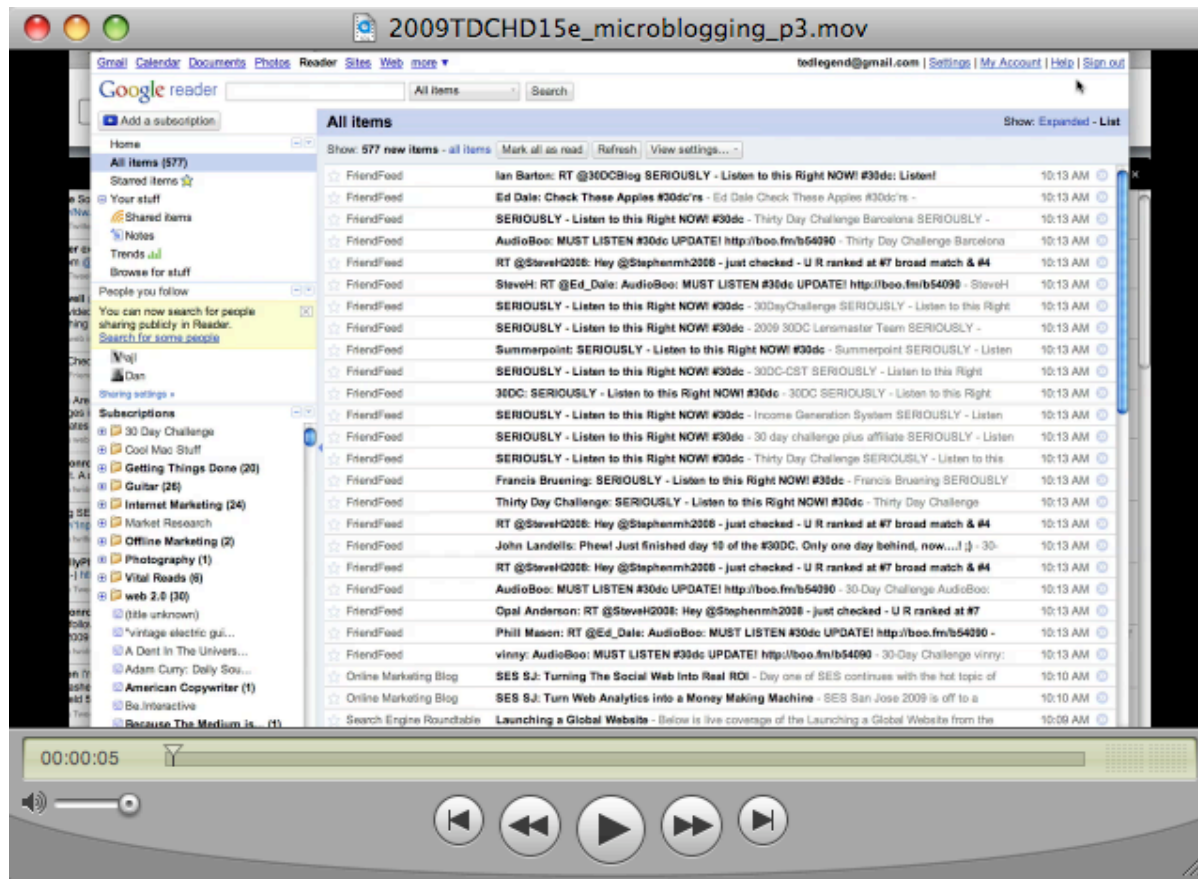 2009TDCHD15e_microblogging_p3.mov
Gmail Calendar Documents Photos Reader Sites Web more ▼
tedlegend@gmail.com | Settings | My Account | Help | Sign out
Google reader
All items
Search
Add a subscription
Home
All items (577)
Starred items
Your stuff
Shared items
Notes
Trends
Browse for stuff
People you follow
You can now search for people
sharing publicly in Reader.
Search for some people
Dan
Sharing settings »
Subscriptions
30 Day Challenge
Cool Mac Stuff
Getting Things Done (20)
Guitar (26)
Internet Marketing (24)
Market Research
Offline Marketing (2)
Photography (1)
Vital Reads (6)
web 2.0 (30)
(title unknown)
"vintage electric gui...
A Dent In The Univers...
Adam Curry: Daily Sou...
American Copywriter (1)
Be.Interactive
Because The Medium is... (1)
All items
Show: Expanded - List
Show: 577 new items - all items Mark all as read Refresh View settings...
FriendFeed Ian Barton: RT @30DCBlog SERIOUSLY - Listen to this Right NOW! #30dc: Listen! 10:13 AM
FriendFeed Ed Dale: Check These Apples #30dc'rs - Ed Dale Check These Apples #30dc'rs - 10:13 AM
FriendFeed SERIOUSLY - Listen to this Right NOW! #30dc - Thirty Day Challenge Barcelona SERIOUSLY - 10:13 AM
FriendFeed AudioBoo: MUST LISTEN #30dc UPDATE! http://boo.fm/b54090 - Thirty Day Challenge Barcelona 10:13 AM
FriendFeed RT @SteveH2008: Hey @Stephenmh2008 - just checked - U R ranked at #7 broad match & #4 10:13 AM
FriendFeed SteveH: RT @Ed_Dale: AudioBoo: MUST LISTEN #30dc UPDATE! http://boo.fm/b54090 - SteveH 10:13 AM
FriendFeed SERIOUSLY - Listen to this Right NOW! #30dc - 30DayChallenge SERIOUSLY - Listen to this Right 10:13 AM
FriendFeed SERIOUSLY - Listen to this Right NOW! #30dc - 2009 30DC Lensmaster Team SERIOUSLY - 10:13 AM
FriendFeed Summerpoint: SERIOUSLY - Listen to this Right NOW! #30dc - Summerpoint SERIOUSLY - Listen 10:13 AM
FriendFeed SERIOUSLY - Listen to this Right NOW! #30dc - 30DC-CST SERIOUSLY - Listen to this Right 10:13 AM
FriendFeed 30DC: SERIOUSLY - Listen to this Right NOW! #30dc - 30DC SERIOUSLY - Listen to this Right 10:13 AM
FriendFeed SERIOUSLY - Listen to this Right NOW! #30dc - Income Generation System SERIOUSLY - Listen 10:13 AM
FriendFeed SERIOUSLY - Listen to this Right NOW! #30dc - 30 day challenge plus affiliate SERIOUSLY - Listen 10:13 AM
FriendFeed SERIOUSLY - Listen to this Right NOW! #30dc - Thirty Day Challenge SERIOUSLY - Listen to this 10:13 AM
FriendFeed Francis Bruening: SERIOUSLY - Listen to this Right NOW! #30dc - Francis Bruening SERIOUSLY 10:13 AM
FriendFeed Thirty Day Challenge: SERIOUSLY - Listen to this Right NOW! #30dc - Thirty Day Challenge 10:13 AM
FriendFeed RT @SteveH2008: Hey @Stephenmh2008 - just checked - U R ranked at #7 broad match & #4 10:13 AM
FriendFeed John Landells: Phew! Just finished day 10 of the #30DC. Only one day behind, now....! ;) - 30- 10:13 AM
FriendFeed RT @SteveH2008: Hey @Stephenmh2008 - just checked - U R ranked at #7 broad match & #4 10:13 AM
FriendFeed AudioBoo: MUST LISTEN #30dc UPDATE! http://boo.fm/b54090 - 30-Day Challenge AudioBoo: 10:13 AM
FriendFeed Opal Anderson: RT @SteveH2008: Hey @Stephenmh2008 - just checked - U R ranked at #7 10:13 AM
FriendFeed Phill Mason: RT @Ed_Dale: AudioBoo: MUST LISTEN #30dc UPDATE! http://boo.fm/b54090 - 10:13 AM
FriendFeed vinny: AudioBoo: MUST LISTEN #30dc UPDATE! http://boo.fm/b54090 - 30-Day Challenge vinny: 10:13 AM
Online Marketing Blog SES SJ: Turning The Social Web Into Real ROI - Day one of SES continues with the hot topic of 10:10 AM
Online Marketing Blog SES SJ: Turn Web Analytics into a Money Making Machine - SES San Jose 2009 is off to a 10:10 AM
Search Engine Roundtable Launching a Global Website - Below is live coverage of the Launching a Global Website from the 10:09 AM
00:00:05